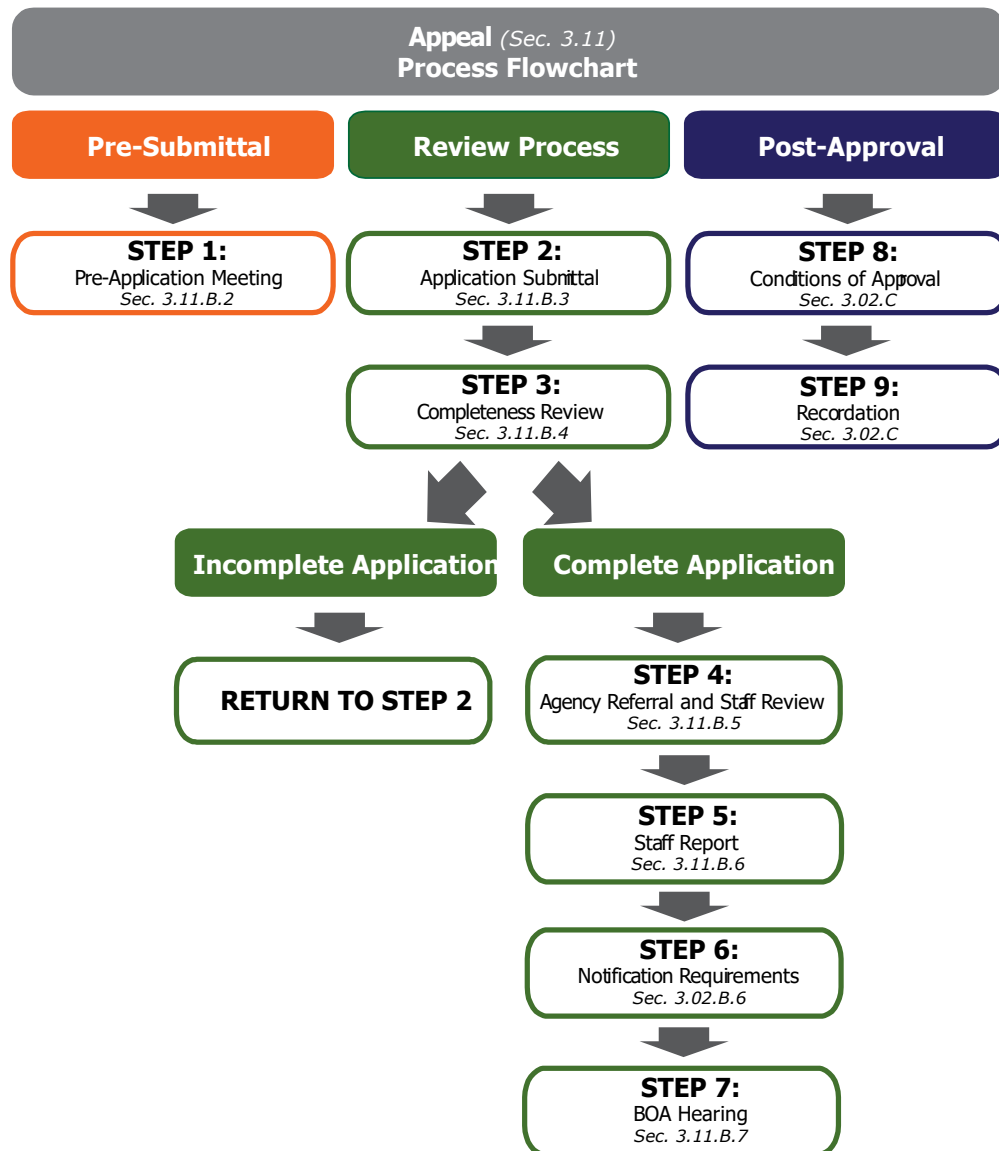 Appeal (Sec. 3.11)
Process Flowchart
Pre-Submittal
Review Process
Post-Approval
STEP 1:
Pre-Application Meeting
Sec. 3.11.B.2
STEP 2:
Application Submittal
Sec. 3.11.B.3
STEP 8:
Conditions of Approval
Sec. 3.02.C
STEP 3:
Completeness Review
Sec. 3.11.B.4
STEP 9:
Recordation
Sec. 3.02.C
Incomplete Application
Complete Application
RETURN TO STEP 2
STEP 4:
Agency Referral and Staff Review
Sec. 3.11.B.5
STEP 5:
Staff Report
Sec. 3.11.B.6
STEP 6:
Notification Requirements
Sec. 3.02.B.6
STEP 7:
BOA Hearing
Sec. 3.11.B.7